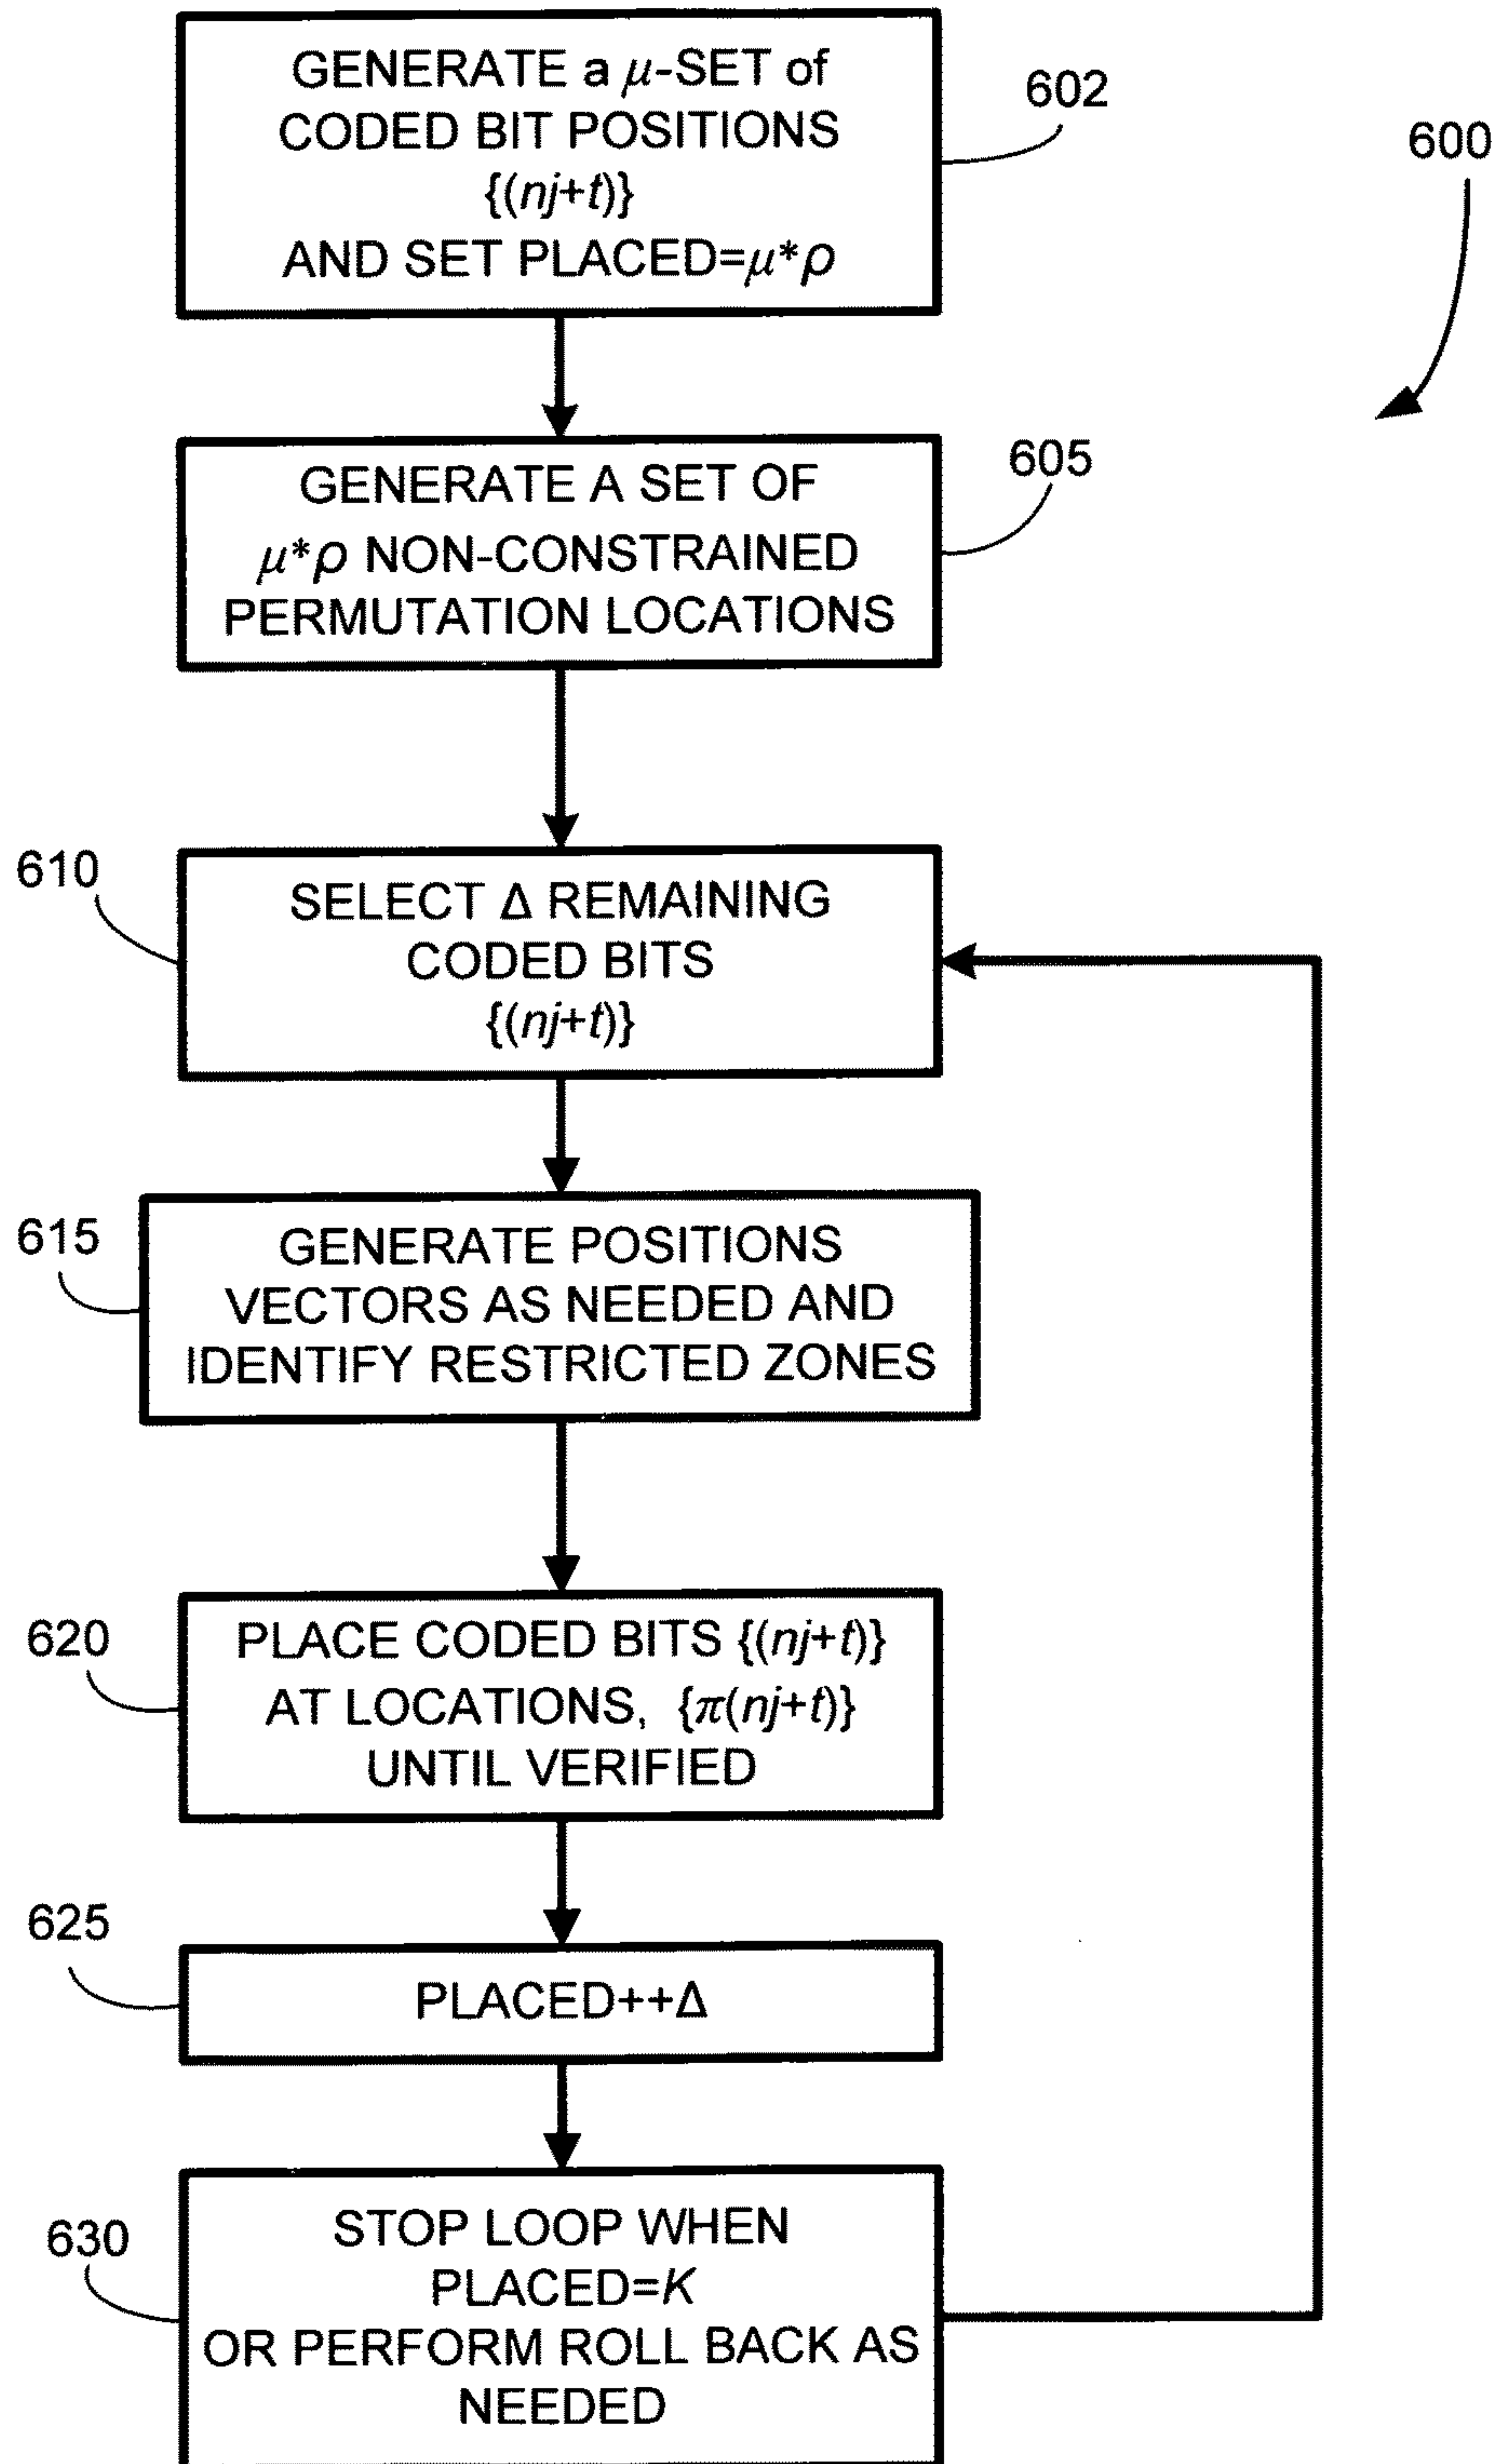 GENERATE a μ-SET of
CODED BIT POSITIONS
{(nj+t)}
AND SET PLACED=μ*ρ
602
600
GENERATE A SET OF
μ*ρ NON-CONSTRAINED
PERMUTATION LOCATIONS
605
610
SELECT Δ REMAINING
CODED BITS
{(nj+t)}
615
GENERATE POSITIONS
VECTORS AS NEEDED AND
IDENTIFY RESTRICTED ZONES
620
PLACE CODED BITS {(nj+t)}
AT LOCATIONS, {π(nj+t)}
UNTIL VERIFIED
625
PLACED++Δ
630
STOP LOOP WHEN
PLACED=K
OR PERFORM ROLL BACK AS
NEEDED